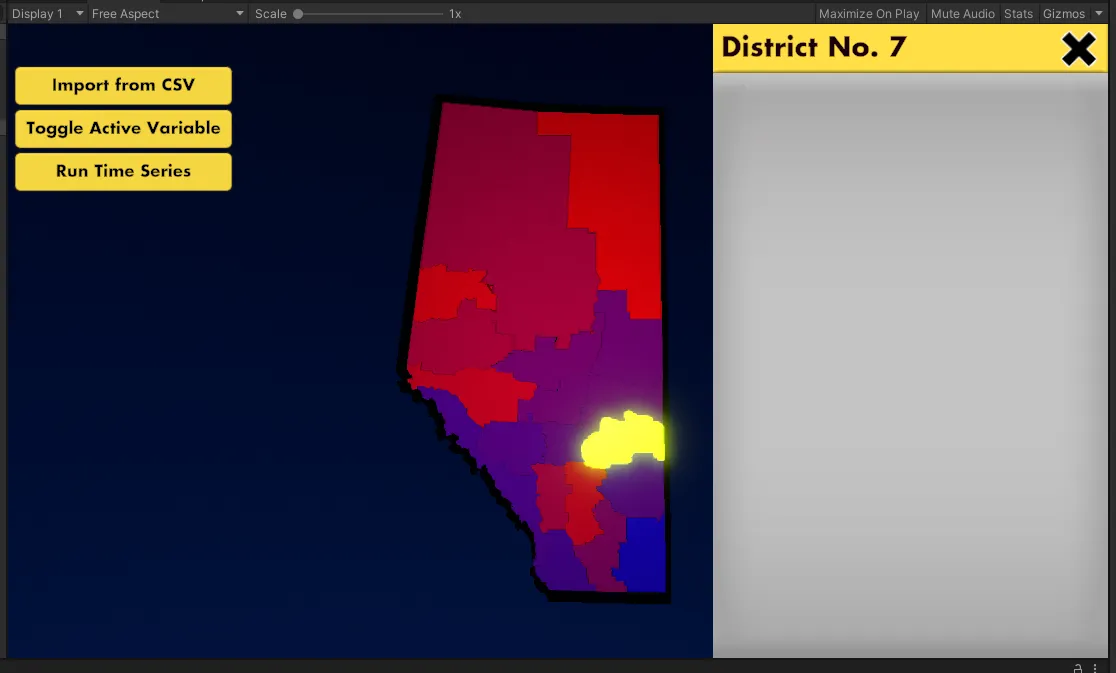 Display 1
Free Aspect
Scale
1x
Maximize On Play
Mute Audio
Stats
Gizmos
Import from CSV
Toggle Active Variable
Run Time Series
District No. 7